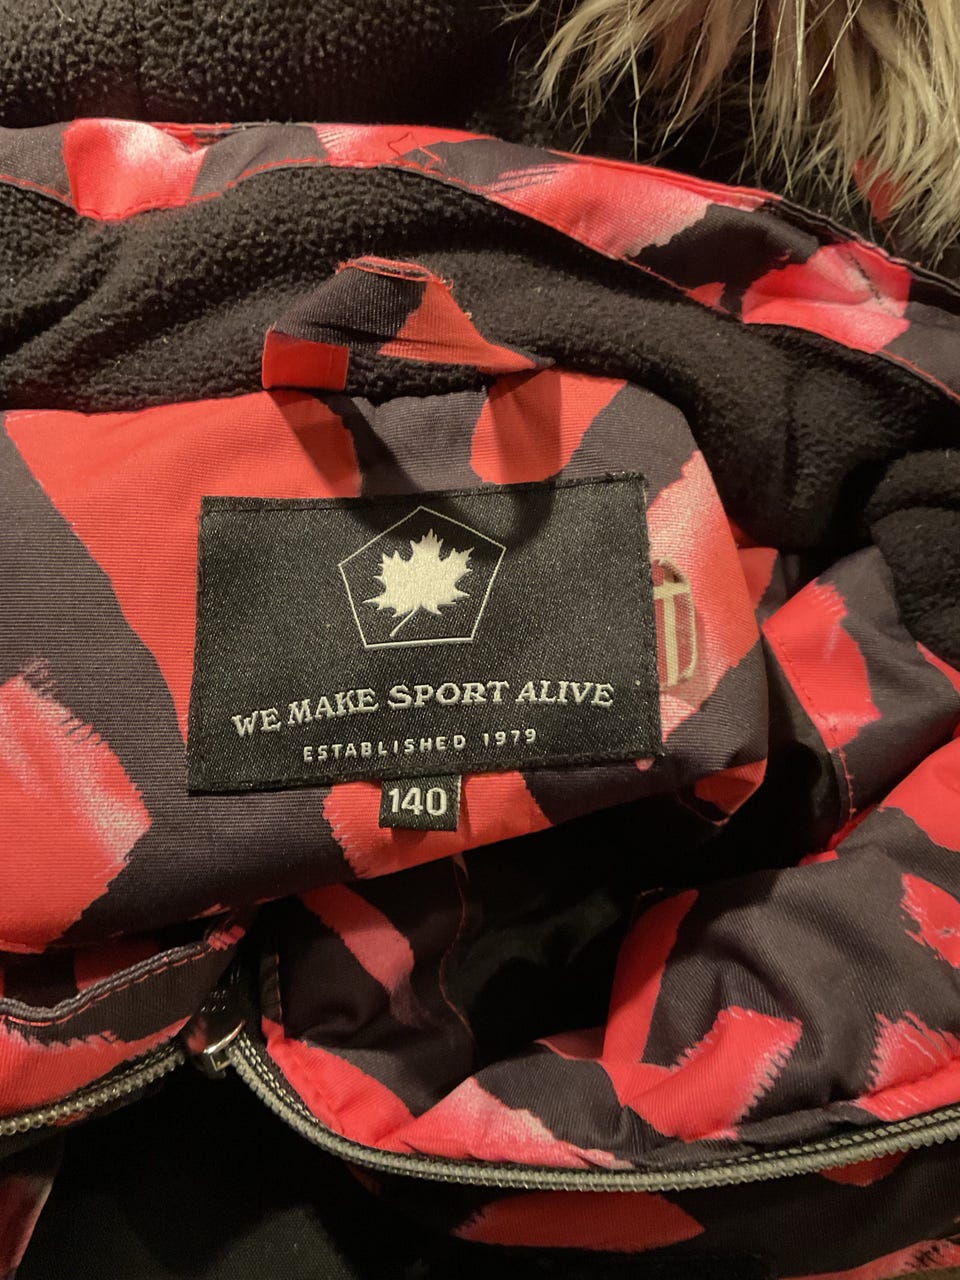 WE MAKE SPORT ALIVE
ESTABLISHED 1979
140